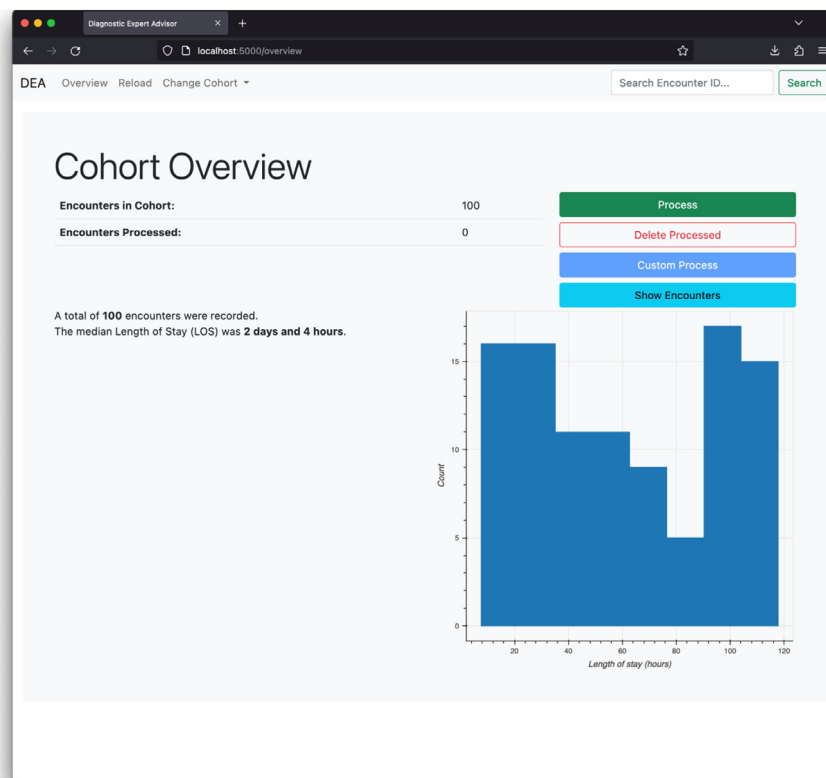 Diagnostic Expert Advisor
localhost:5000/overview
DEA Overview Reload Change Cohort
Search Encounter ID... Search
Cohort Overview
Encounters in Cohort: 100
Encounters Processed: 0
Process
Delete Processed
Custom Process
Show Encounters
A total of 100 encounters were recorded.
The median Length of Stay (LOS) was 2 days and 4 hours.
15
10
5
0
Count
20 40 60 80 100 120
Length of stay (hours)